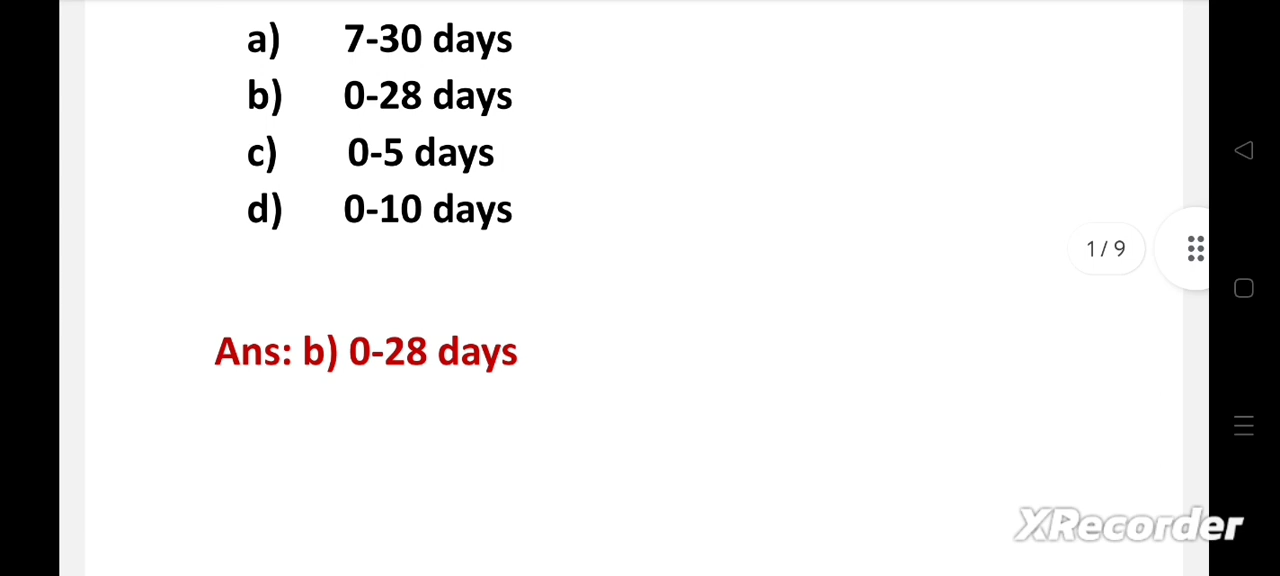 a) 7-30 days
b) 0-28 days
c) 0-5 days
d) 0-10 days
1 / 9
Ans: b) 0-28 days
XRecorder